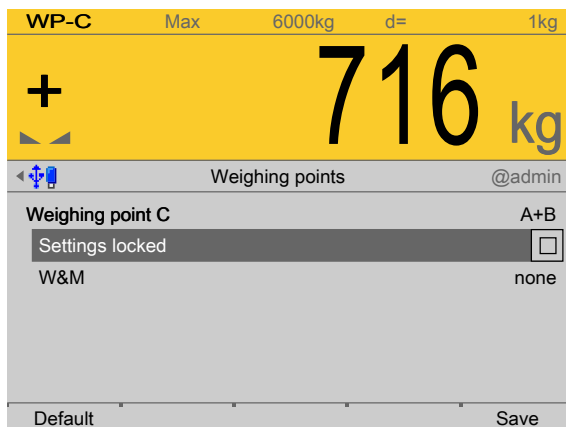 WP-C Max 6000kg d= 1kg
+ 716 kg
Weighing points @admin
Weighing point C A+B
Settings locked
W&M none
Default Save